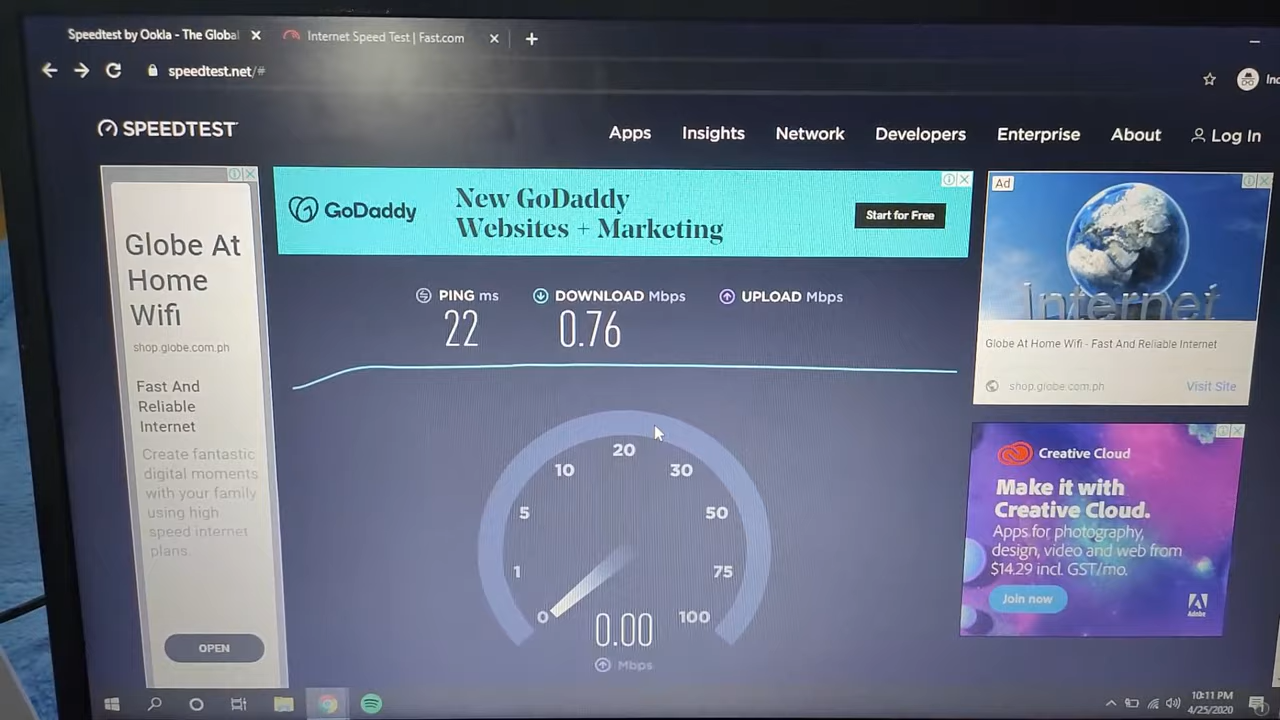 Speedtest by Ookla - The Global
Internet Speed Test | Fast.com
speedtest.net/#
SPEEDTEST
Apps
Insights
Network
Developers
Enterprise
About
Log In
Globe At
Home
Wifi
shop.globe.com.ph
Fast And
Reliable
Internet
Create fantastic
digital moments
with your family
using high
speed internet
plans.
OPEN
GoDaddy
New GoDaddy
Websites + Marketing
Start for Free
Ad
Internet
Globe At Home Wifi - Fast And Reliable Internet
shop.globe.com.ph
Visit Site
PING ms
22
DOWNLOAD Mbps
0.76
UPLOAD Mbps
0
1
5
10
20
30
50
75
100
0.00
Mbps
Creative Cloud
Make it with
Creative Cloud.
Apps for photography,
design, video and web from
$14.29 incl. GST/mo.
Join now
Adobe
10:11 PM
4/25/2020